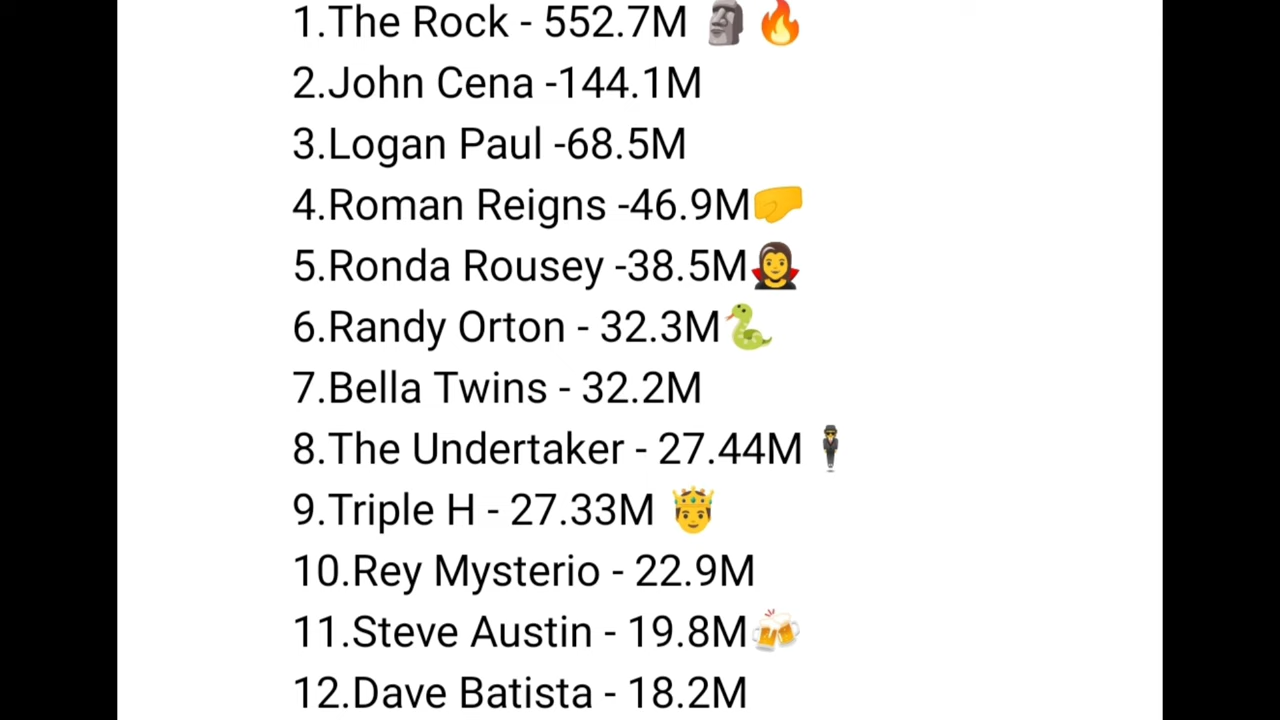 1.The Rock - 552.7M 🗿🔥
2.John Cena -144.1M
3.Logan Paul -68.5M
4.Roman Reigns -46.9M🤛
5.Ronda Rousey -38.5M🧛‍♀️
6.Randy Orton - 32.3M🐍
7.Bella Twins - 32.2M
8.The Undertaker - 27.44M🕴️
9.Triple H - 27.33M 🤴
10.Rey Mysterio - 22.9M
11.Steve Austin - 19.8M🍻
12.Dave Batista - 18.2M